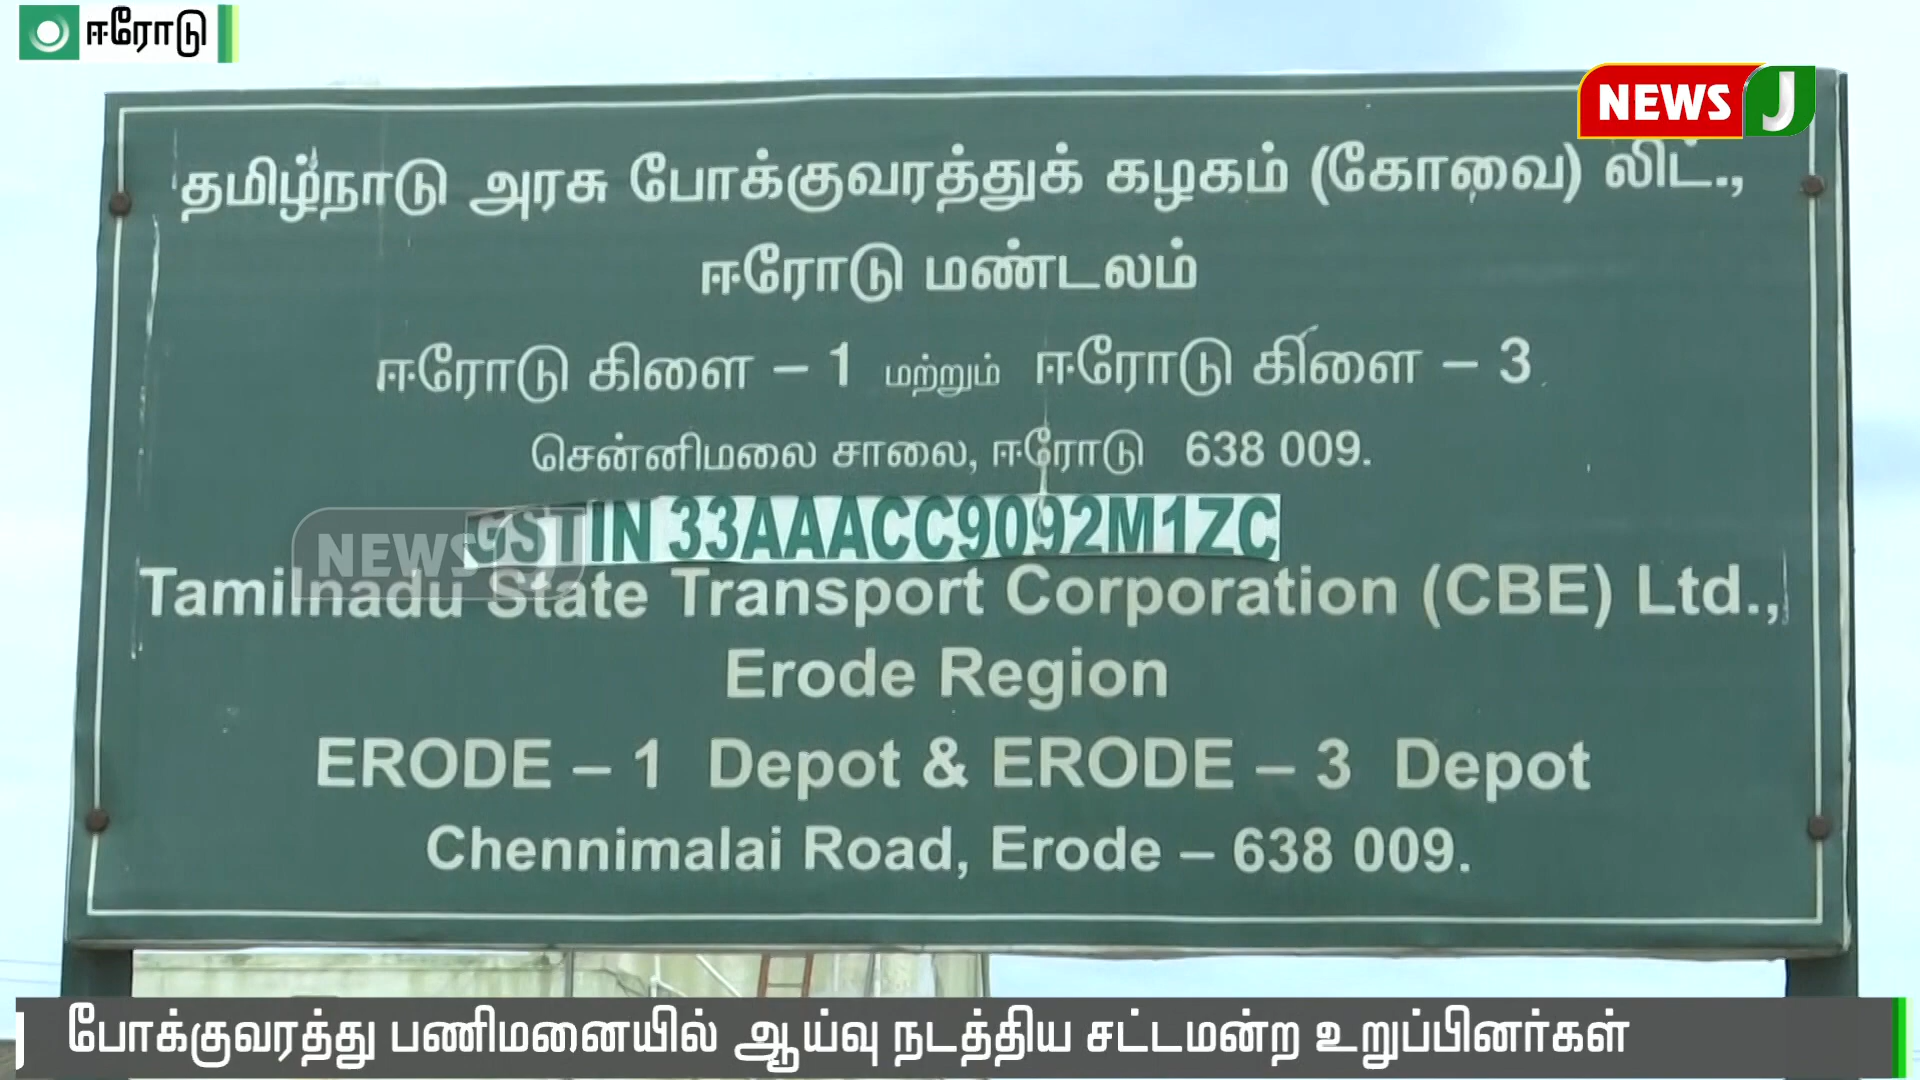 ஈரோடு
NEWS J
தமிழ்நாடு அரசு போக்குவரத்துக் கழகம் (கோவை) லிட்.,
ஈரோடு மண்டலம்
ஈரோடு கிளை – 1 மற்றும் ஈரோடு கிளை – 3
சென்னிமலை சாலை, ஈரோடு 638 009.
GSTIN 33AAACC9092M1ZC
NEWS J
Tamilnadu State Transport Corporation (CBE) Ltd.,
Erode Region
ERODE – 1 Depot & ERODE – 3 Depot
Chennimalai Road, Erode – 638 009.
போக்குவரத்து பணிமனையில் ஆய்வு நடத்திய சட்டமன்ற உறுப்பினர்கள்